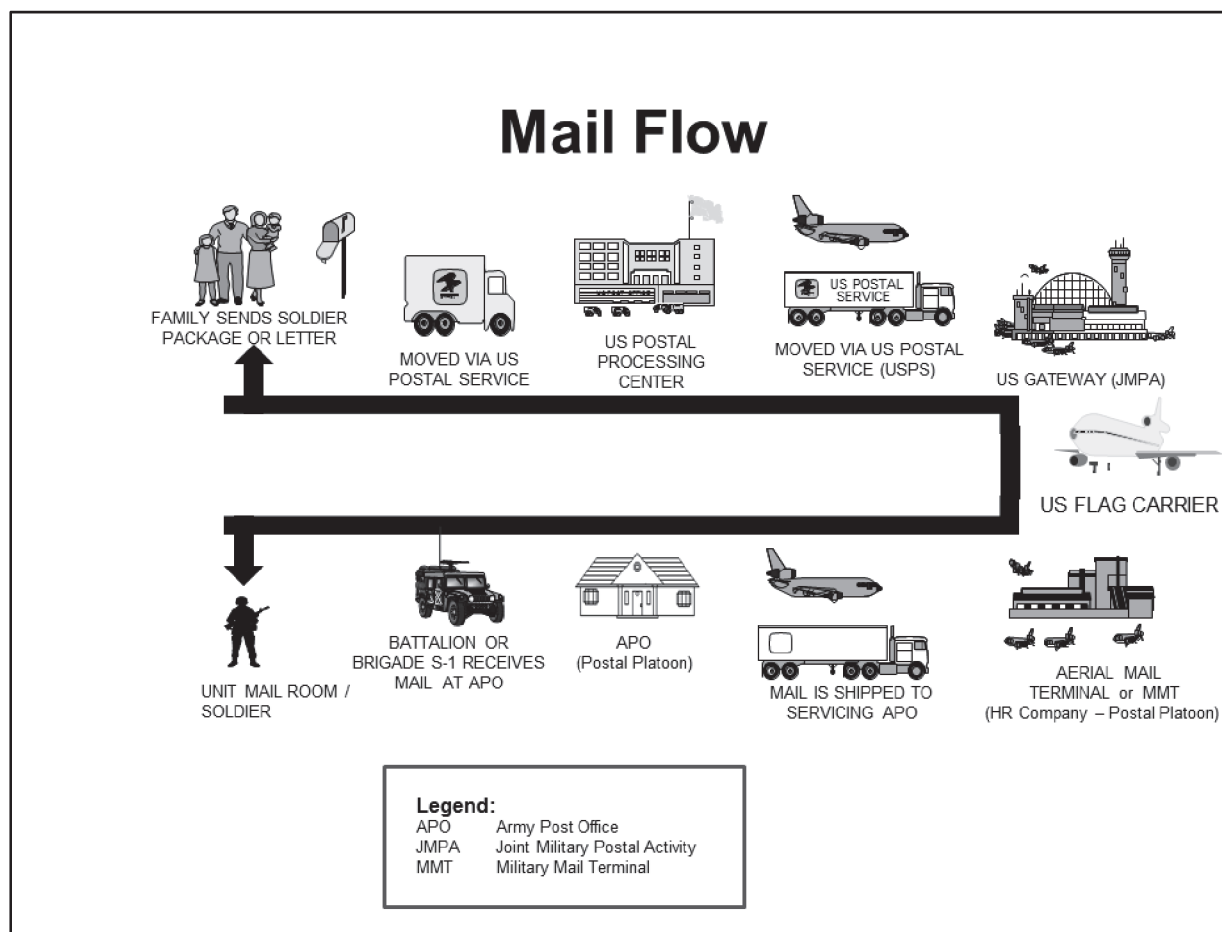 Mail Flow
FAMILY SENDS SOLDIER
PACKAGE OR LETTER
MOVED VIA US
POSTAL SERVICE
US POSTAL
PROCESSING
CENTER
US POSTAL
SERVICE
MOVED VIA US POSTAL
SERVICE (USPS)
US GATEWAY (JMPA)
US FLAG CARRIER
UNIT MAIL ROOM /
SOLDIER
BATTALION OR
BRIGADE S-1 RECEIVES
MAIL AT APO
APO
(Postal Platoon)
MAIL IS SHIPPED TO
SERVICING APO
AERIAL MAIL
TERMINAL or MMT
(HR Company – Postal Platoon)
Legend:
APO Army Post Office
JMPA Joint Military Postal Activity
MMT Military Mail Terminal